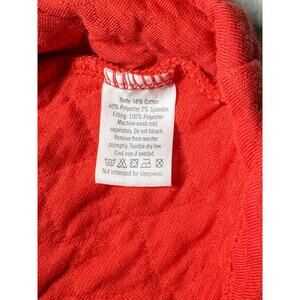 Body: 58% Cotton
40% Polyester 2% Spandex
Filling: 100% Polyester
Machine wash cold
separately. Do not bleach.
Remove from washer
promptly. Tumble dry low
Cool iron if needed.
Not intended for sleepwear.